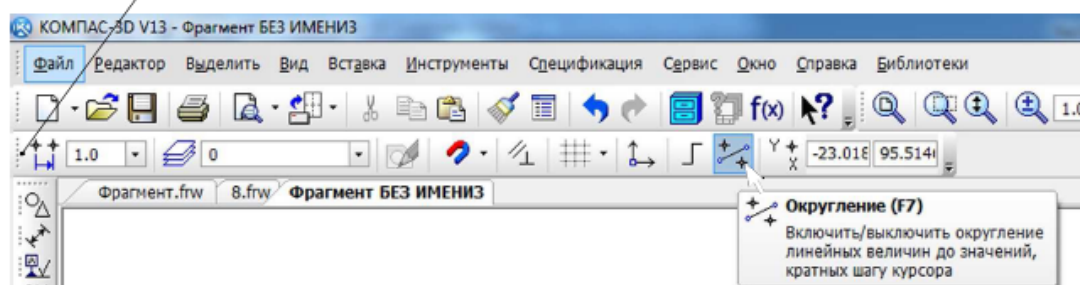 КОМПАС-3D V13 - Фрагмент БЕЗ ИМЕНИ3
Файл Редактор Выделить Вид Вставка Инструменты Спецификация Сервис Окно Справка Библиотеки
f(x) 1.0
1.0 0 Y X -23.018 95.514
Фрагмент.frw 8.frw Фрагмент БЕЗ ИМЕНИ3
Округление (F7)
Включить/выключить округление
линейных величин до значений,
кратных шагу курсора